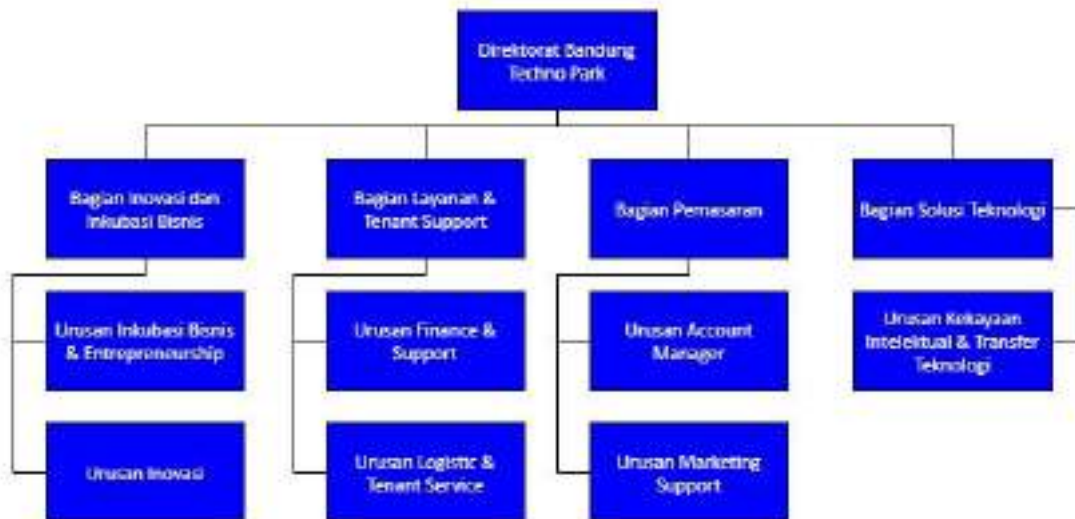 Direktorat Bandung
Techno Park
Bagian Inovasi dan
Inkubasi Bisnis
Bagian Layanan &
Tenant Support
Bagian Pemasaran
Bagian Solusi Teknologi
Urusan Inkubasi Bisnis
& Entrepreneurship
Urusan Finance &
Support
Urusan Account
Manager
Urusan Kekayaan
Intelektual & Transfer
Teknologi
Urusan Inovasi
Urusan Logistic &
Tenant Service
Urusan Marketing
Support